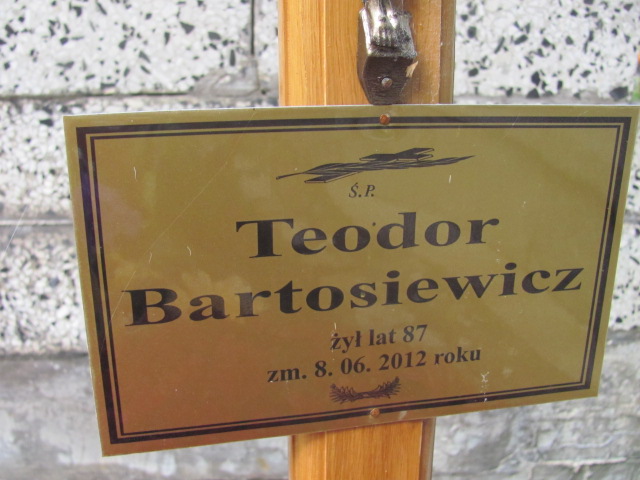 Ś.P.
Teodor
Bartosiewicz
żył lat 87
zm. 8. 06. 2012 roku